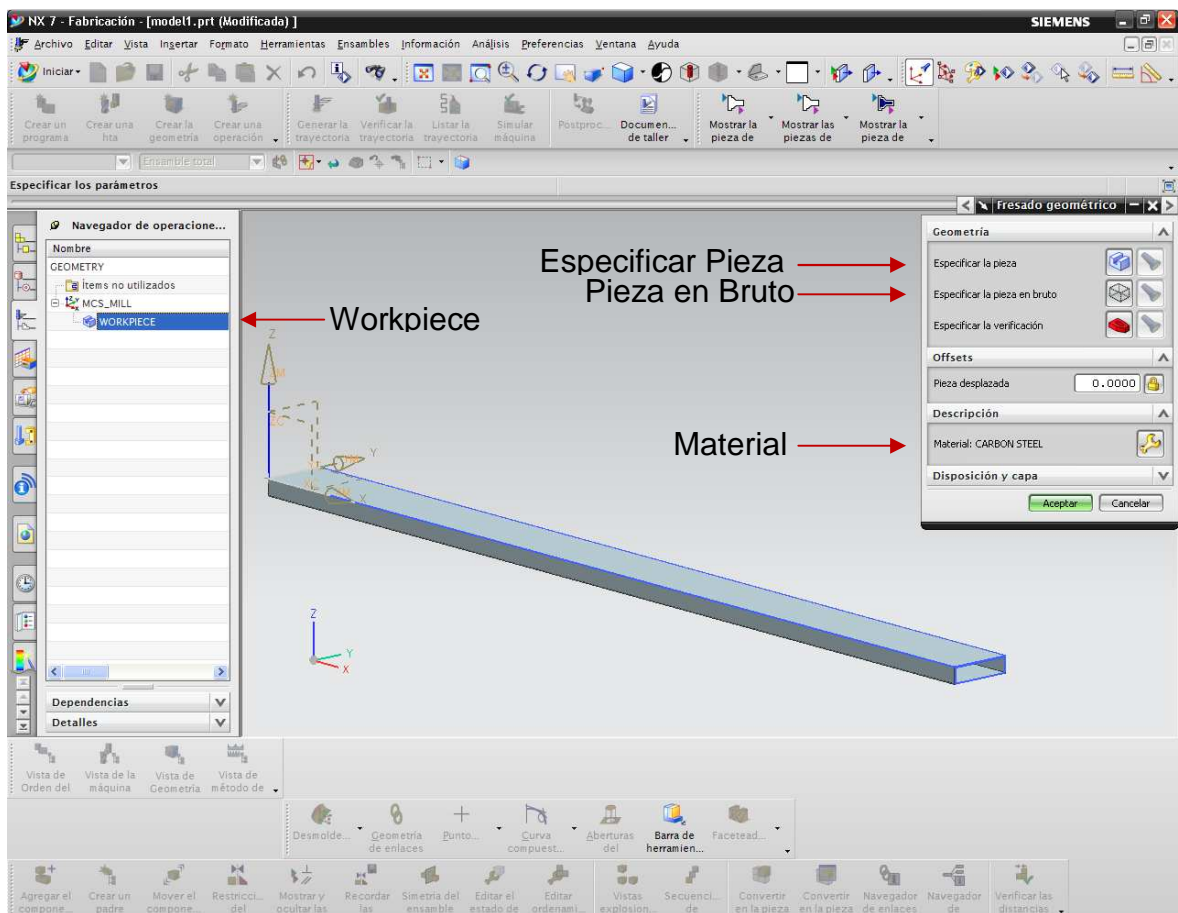 NX 7 - Fabricación - [model1.prt (Modificada) ]
SIEMENS
Archivo Editar Vista Insertar Formato Herramientas Ensambles Información Análisis Preferencias Ventana Ayuda
Iniciar
Crear un programa
Crear una hta
Crear la geometría
Crear una operación
Generar la trayectoria
Verificar la trayectoria
Listar la trayectoria
Simular máquina
Postproc...
Documen... de taller
Mostrar la pieza de
Mostrar las piezas de
Mostrar la pieza de
Ensamble total
Especificar los parámetros
Navegador de operacione...
Nombre
GEOMETRY
Ítems no utilizados
MCS_MILL
WORKPIECE
Dependencias
Detalles
Workpiece
Especificar Pieza
Pieza en Bruto
Material
Z
Y
X
Z
Y
X
Fresado geométrico
Geometría
Especificar la pieza
Especificar la pieza en bruto
Especificar la verificación
Offsets
Pieza desplazada 0.0000
Descripción
Material: CARBON STEEL
Disposición y capa
Aceptar Cancelar
Vista de Orden del
Vista de la máquina
Vista de Geometría
Vista de método de
Desmolde...
Geometría de enlaces
Punto...
Curva compuest...
Aberturas del
Barra de herramien...
Facetead...
Agregar el compone...
Crear un padre
Mover el compone...
Restricci... del
Mostrar y ocultar las
Recordar las
Simetría del ensamble
Editar el estado de
Editar ordenami...
Vistas explosion...
Secuenci... de
Convertir en la pieza
Convertir en la pieza
Navegador de enlaces
Navegador de
Verificar las distancias